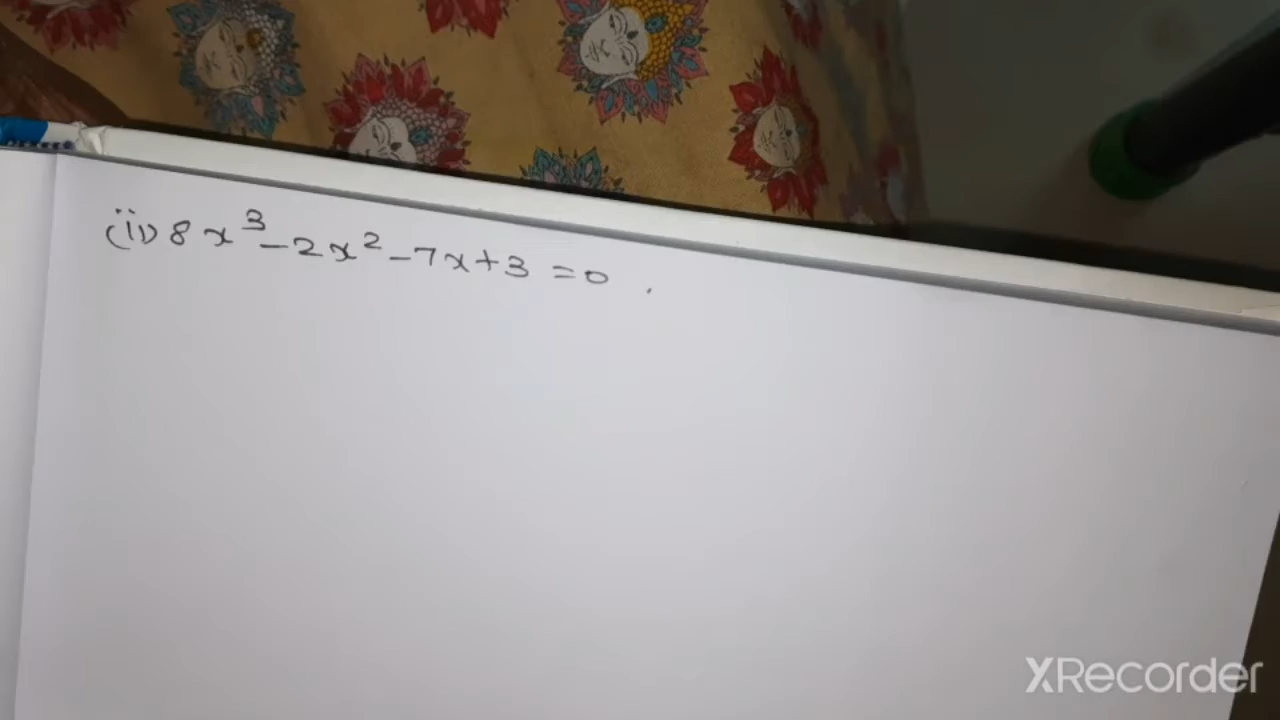 (ii) 8x³-2x²-7x+3 = 0 .
XRecorder